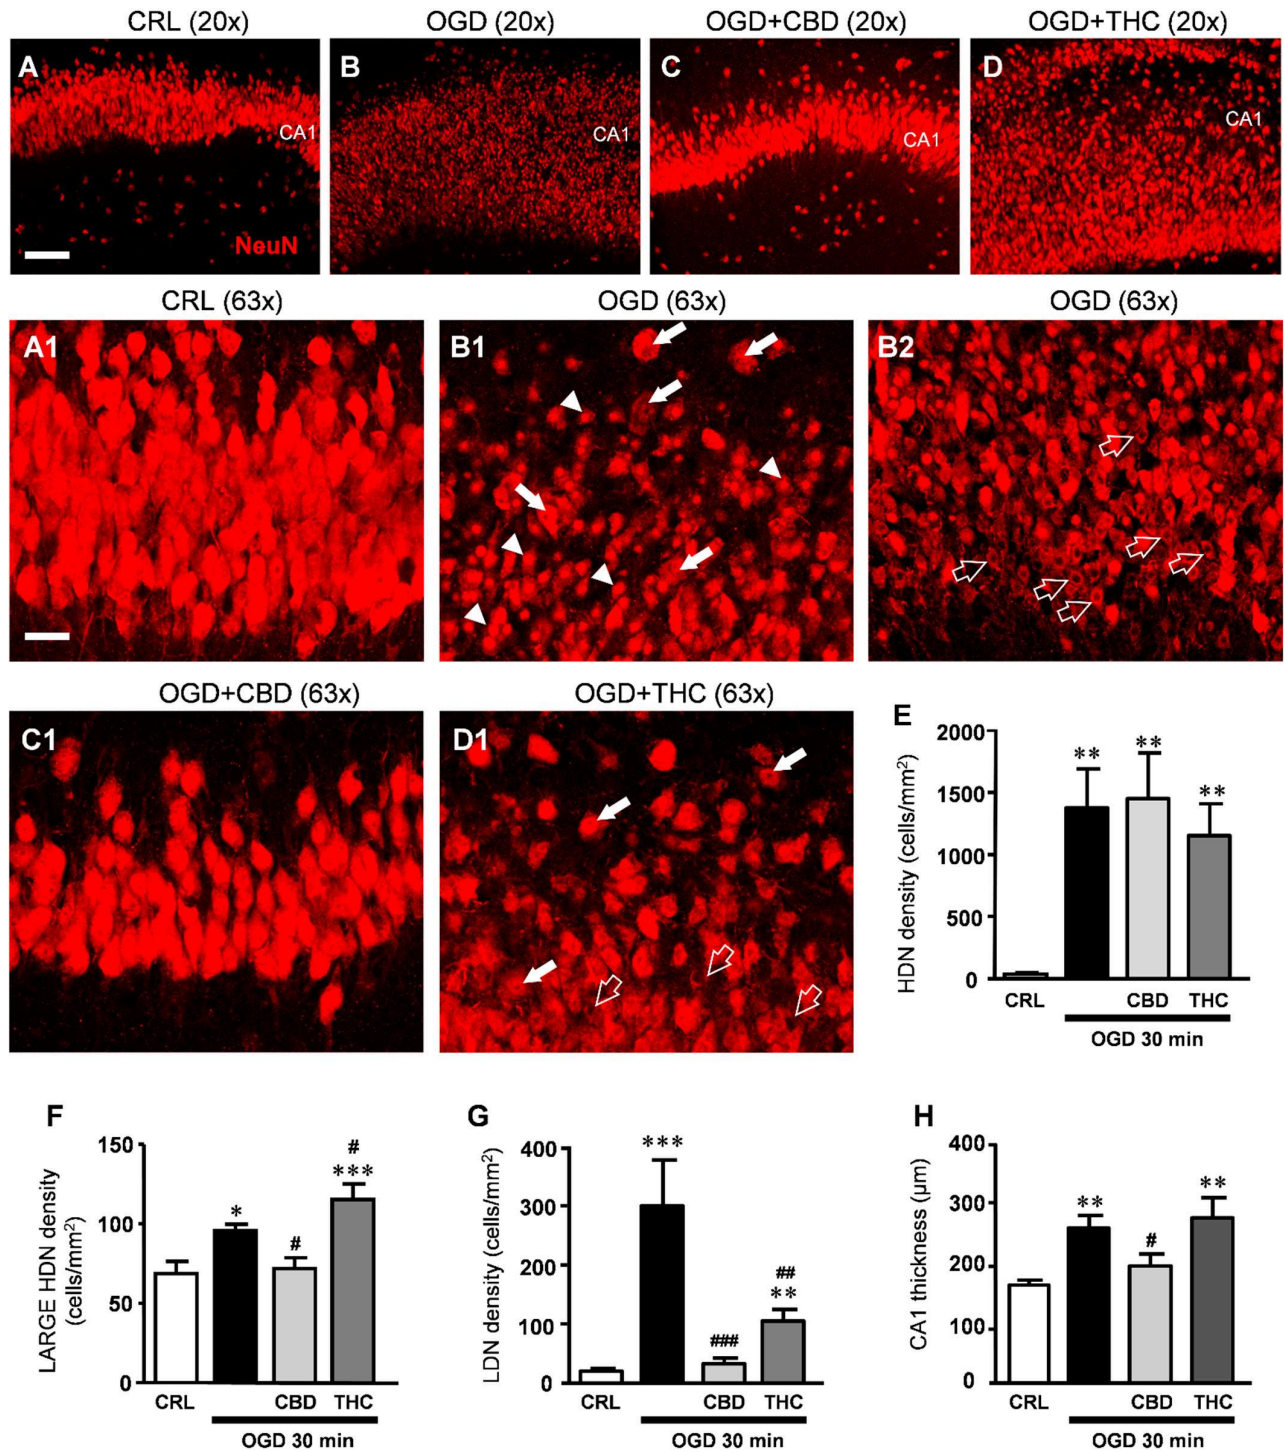 CRL (20x)
OGD (20x)
OGD+CBD (20x)
OGD+THC (20x)
A
CA1
NeuN
B
CA1
C
CA1
D
CA1
CRL (63x)
OGD (63x)
OGD (63x)
A1
B1
B2
OGD+CBD (63x)
OGD+THC (63x)
C1
D1
E
HDN density (cells/mm²)
2000
1500
1000
500
0
**
**
**
CRL
CBD
THC
OGD 30 min
F
LARGE HDN density
(cells/mm²)
150
100
50
0
*
#
#
***
CRL
CBD
THC
OGD 30 min
G
LDN density (cells/mm²)
400
300
200
100
0
***
###
##
**
CRL
CBD
THC
OGD 30 min
H
CA1 thickness (µm)
400
300
200
100
0
**
#
**
CRL
CBD
THC
OGD 30 min